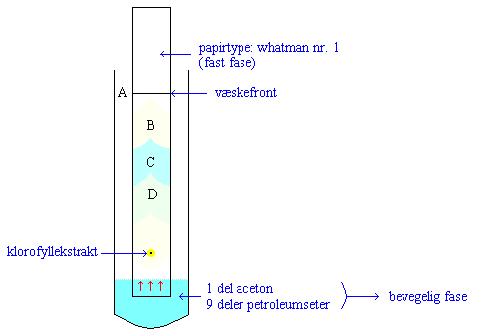 papirtype: whatman nr. 1
(fast fase)
A
væskefront
B
C
D
klorofyllekstrakt
1 del aceton
9 deler petroleumseter
bevegelig fase